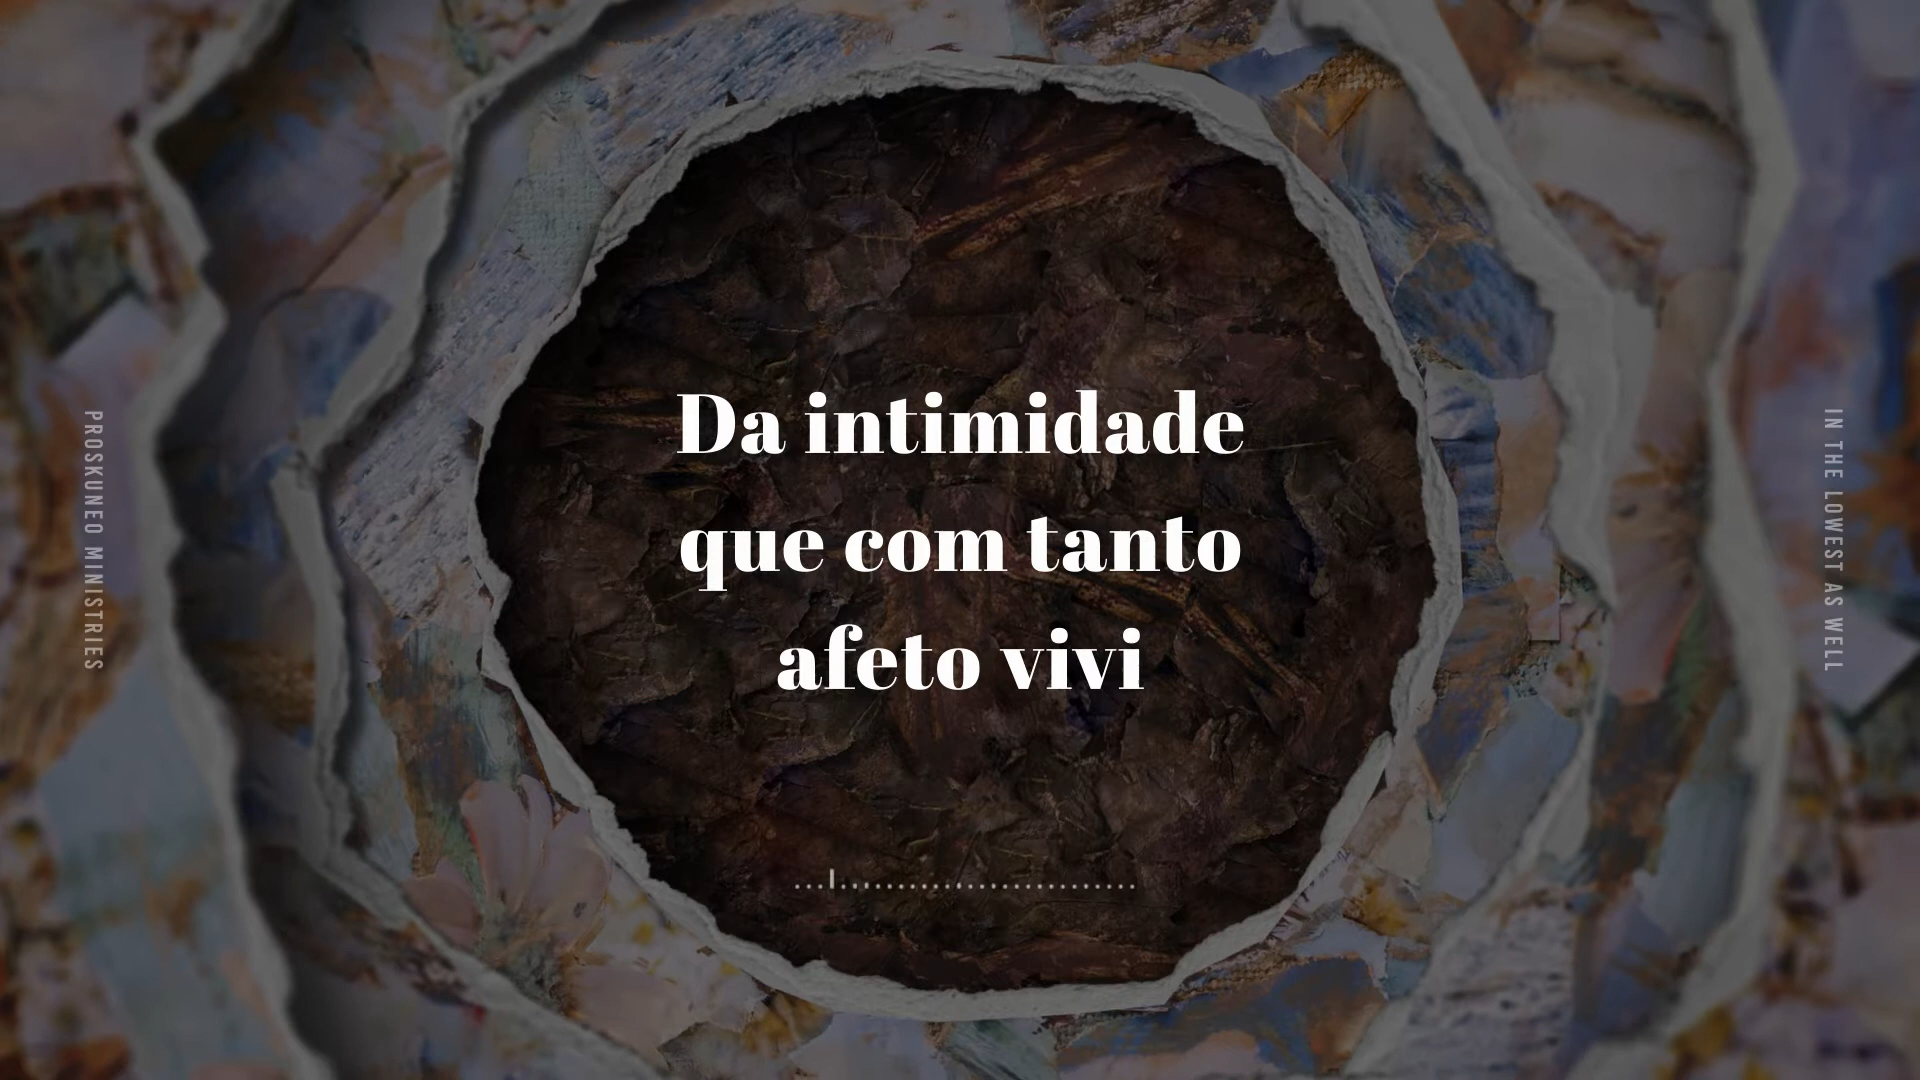 Da intimidade
que com tanto
afeto vivi
PROSKUNEO MINISTRIES
IN THE LOWEST AS WELL